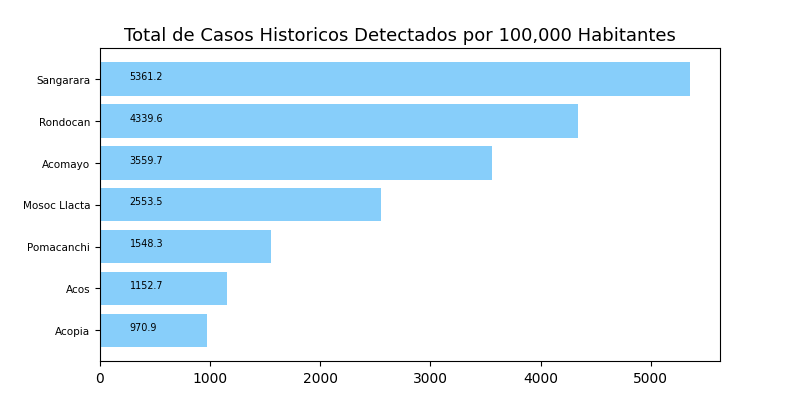 Total de Casos Historicos Detectados por 100,000 Habitantes
Sangarara 5361.2
Rondocan 4339.6
Acomayo 3559.7
Mosoc Llacta 2553.5
Pomacanchi 1548.3
Acos 1152.7
Acopia 970.9
0 1000 2000 3000 4000 5000